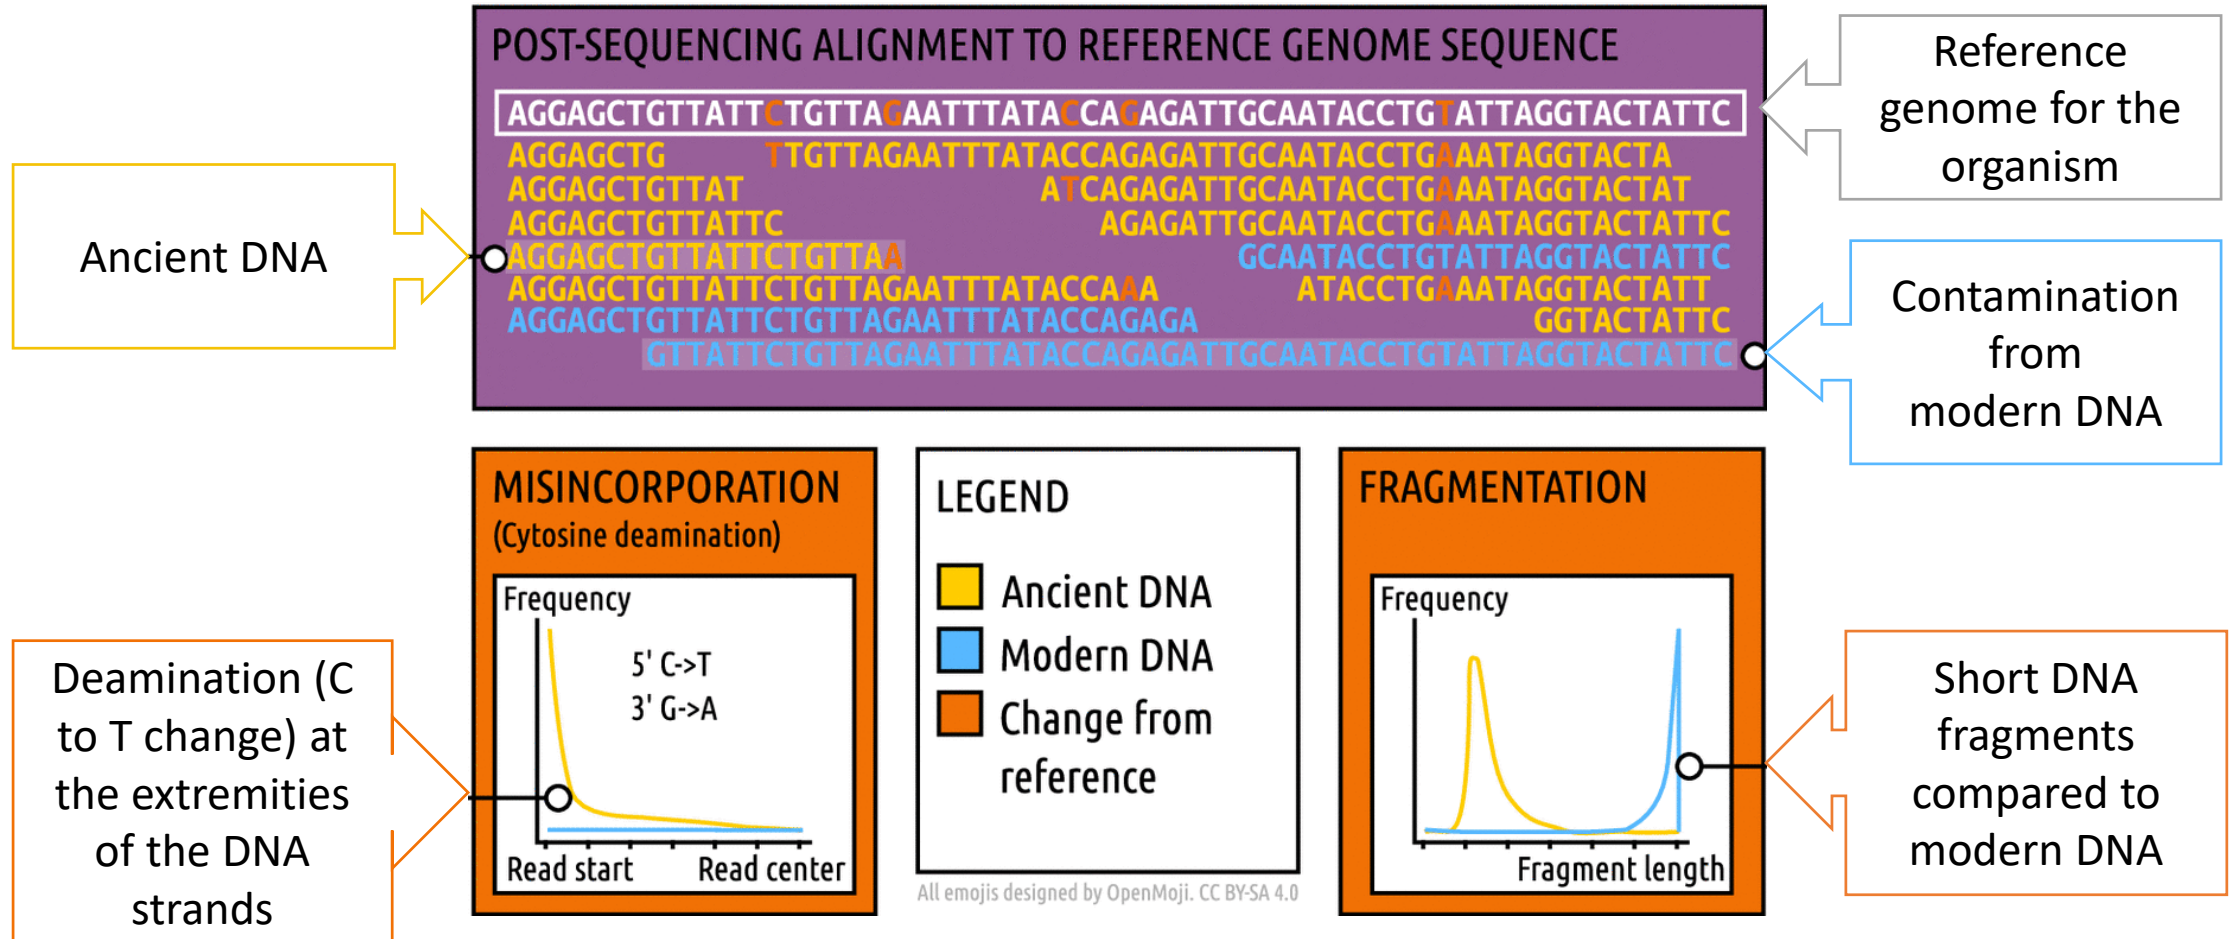 POST-SEQUENCING ALIGNMENT TO REFERENCE GENOME SEQUENCE
AGGAGCTGTTATTCTGTTAGAATTTATACCAGAGATTGCAATACCTGTATTAGGTACTATTC
AGGAGCTG TTGTTAGAATTTATACCAGAGATTGCAATACCTGAAATAGGTACTA
AGGAGCTGTTAT ATCAGAGATTGCAATACCTGAAATAGGTACTAT
AGGAGCTGTTATTC AGAGATTGCAATACCTGAAATAGGTACTATTC
AGGAGCTGTTATTCTGTTAA GCAATACCTGTATTAGGTACTATTC
AGGAGCTGTTATTCTGTTAGAATTTATACCAAA ATACCTGAAATAGGTACTATT
AGGAGCTGTTATTCTGTTAGAATTTATACCAGAGA GGTACTATTC
GTTATTCTGTTAGAATTTATACCAGAGATTGCAATACCTGTATTAGGTACTATTC
Reference
genome for the
organism
Ancient DNA
Contamination
from
modern DNA
MISINCORPORATION
(Cytosine deamination)
Frequency
5' C->T
3' G->A
Read start Read center
Deamination (C
to T change) at
the extremities
of the DNA
strands
LEGEND
Ancient DNA
Modern DNA
Change from
reference
All emojis designed by OpenMoji. CC BY-SA 4.0
FRAGMENTATION
Frequency
Fragment length
Short DNA
fragments
compared to
modern DNA